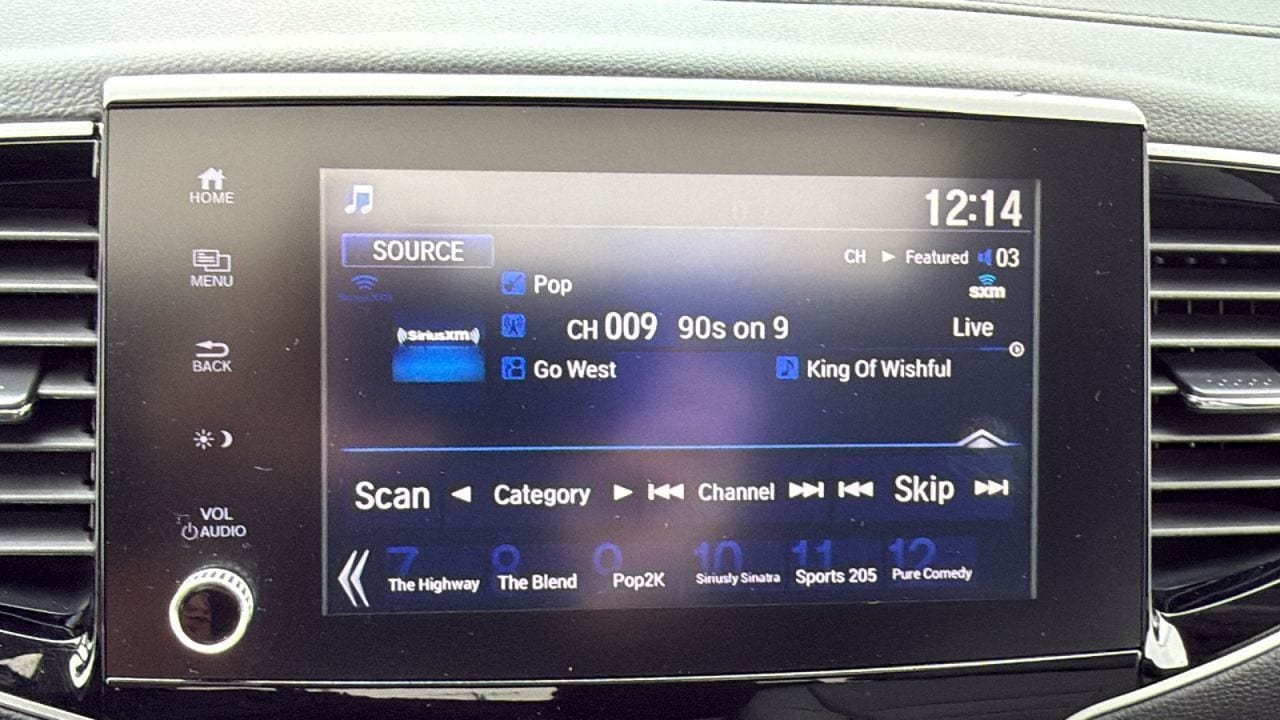 HOME
MENU
BACK
VOL
AUDIO
12:14
SOURCE
CH ▶ Featured 03
SiriusXM
sxm
Pop
((SiriusXM))
CH 009 90s on 9
Live
Go West
King Of Wishful
Scan ◀ Category ▶ ⏮ Channel ⏭ ⏮ Skip ⏭
7 8 9 10 11 12
The Highway The Blend Pop2K Siriusly Sinatra Sports 205 Pure Comedy